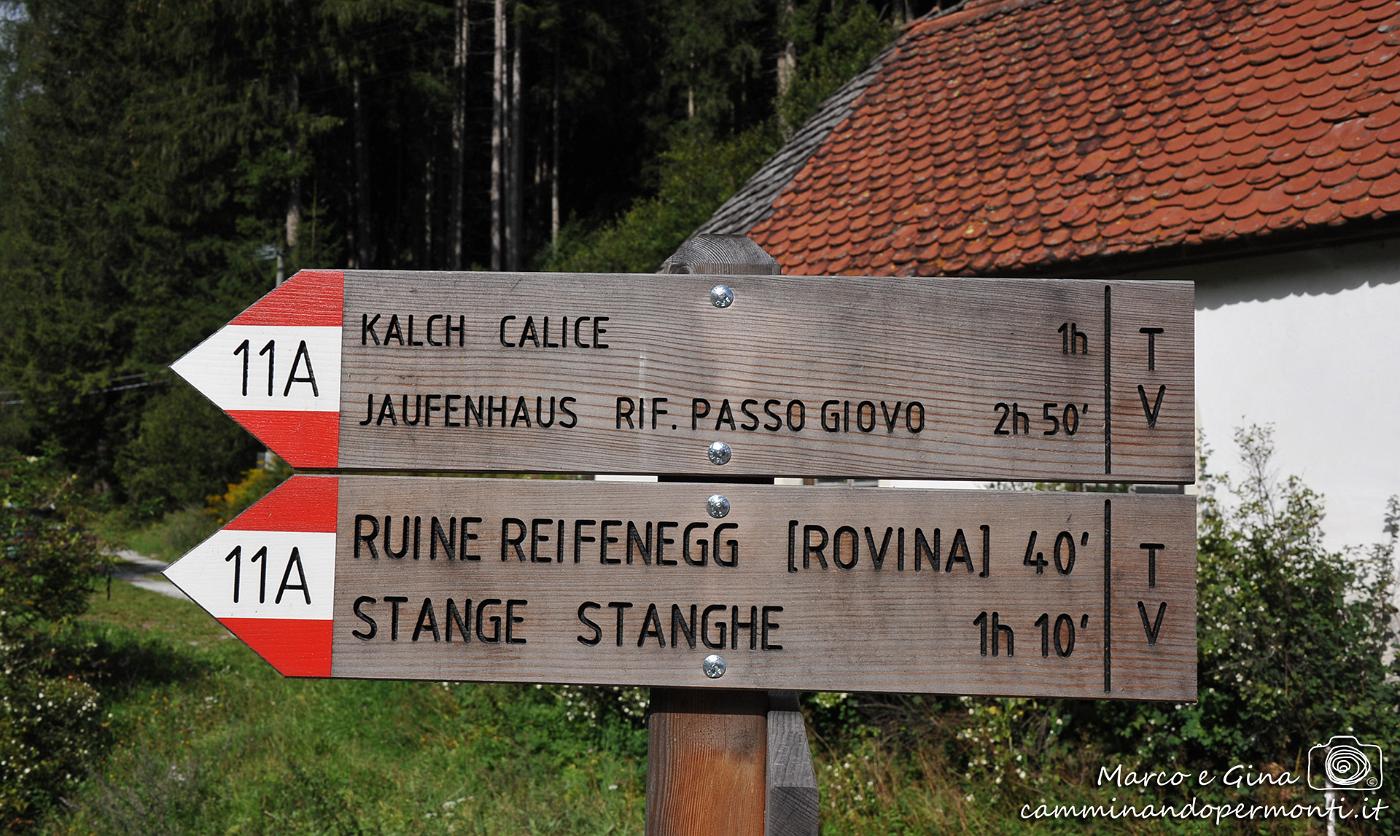 11A
KALCH CALICE 1h
JAUFENHAUS RIF. PASSO GIOVO 2h 50'
T
V
11A
RUINE REIFENEGG [ROVINA] 40'
STANGE STANGHE 1h 10'
T
V
Marco e Gina
camminandopermonti.it